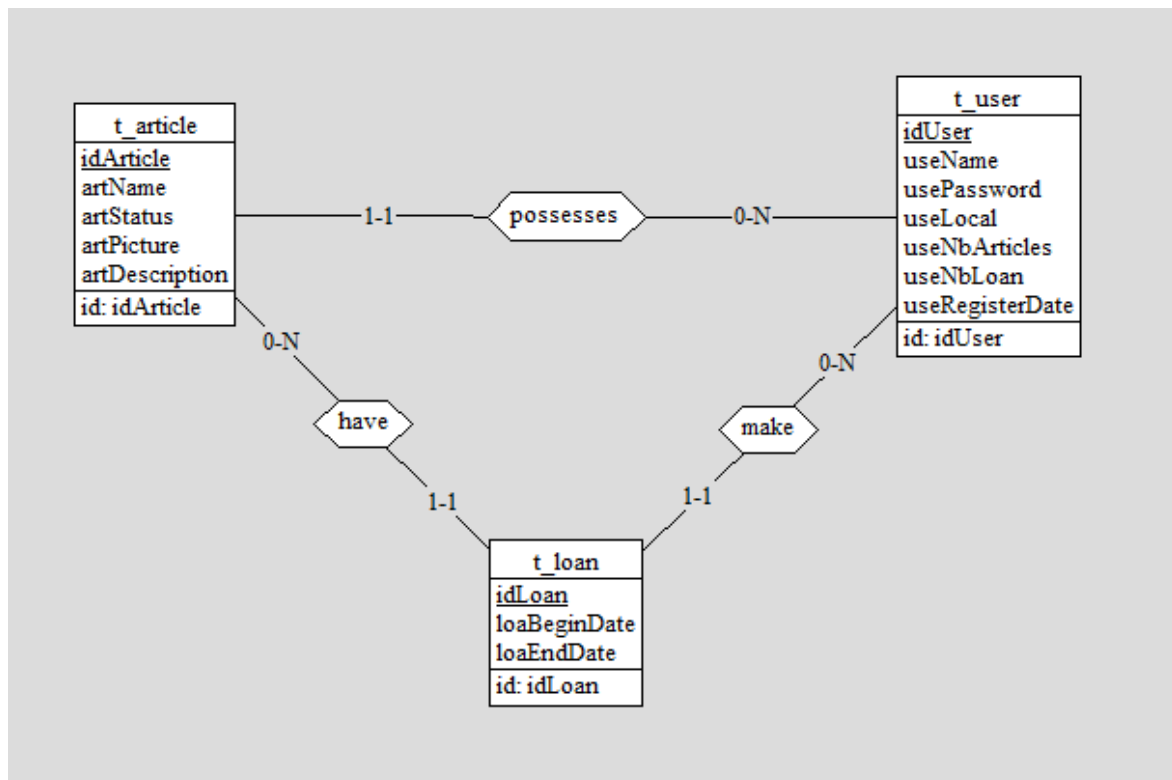 t_article
idArticle
artName
artStatus
artPicture
artDescription
id: idArticle
1-1
possesses
0-N
t_user
idUser
useName
usePassword
useLocal
useNbArticles
useNbLoan
useRegisterDate
id: idUser
0-N
have
1-1
0-N
make
1-1
t_loan
idLoan
loaBeginDate
loaEndDate
id: idLoan